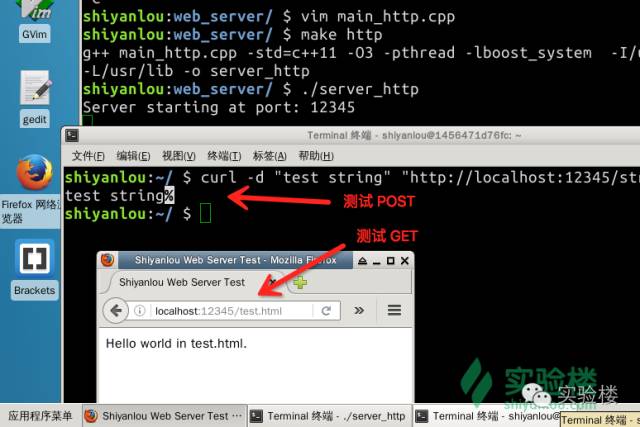 GVim
gedit
Firefox 网络浏
览器
Brackets
shiyanlou:web_server/ $ vim main_http.cpp
shiyanlou:web_server/ $ make http
g++ main_http.cpp -std=c++11 -O3 -pthread -lboost_system -I/u
-L/usr/lib -o server_http
shiyanlou:web_server/ $ ./server_http
Server starting at port: 12345
Terminal 终端 - shiyanlou@1456471d76fc: ~
文件(F) 编辑(E) 视图(V) 终端(T) 标签(A) 帮助(H)
shiyanlou:~/ $ curl -d "test string" "http://localhost:12345/str
test string%
shiyanlou:~/ $
测试 POST
测试 GET
Shiyanlou Web Server Test - Mozilla Firefox
Shiyanlou Web Server Test
localhost:12345/test.html
Hello world in test.html.
实验楼
shiyanlou.com
实验楼
应用程序菜单 Shiyanlou Web Server Test ... Terminal 终端 - ./server_http Terminal 终端 - shiyanlou@
Terminal 终端 - s